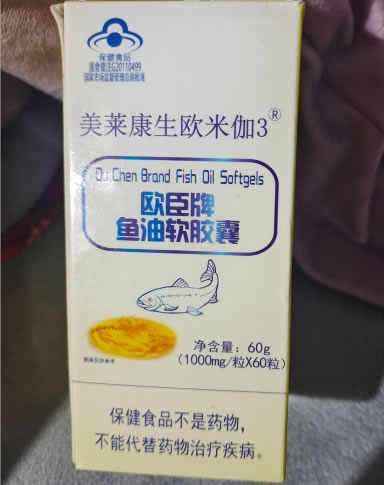 保健食品
国食健注G20110499
国家市场监督管理总局批准
美莱康生欧米伽3®
Ou Chen Brand Fish Oil Softgels
欧臣牌
鱼油软胶囊
净含量：60g
(1000mg/粒X60粒)
图案仅供参考
保健食品不是药物，
不能代替药物治疗疾病。